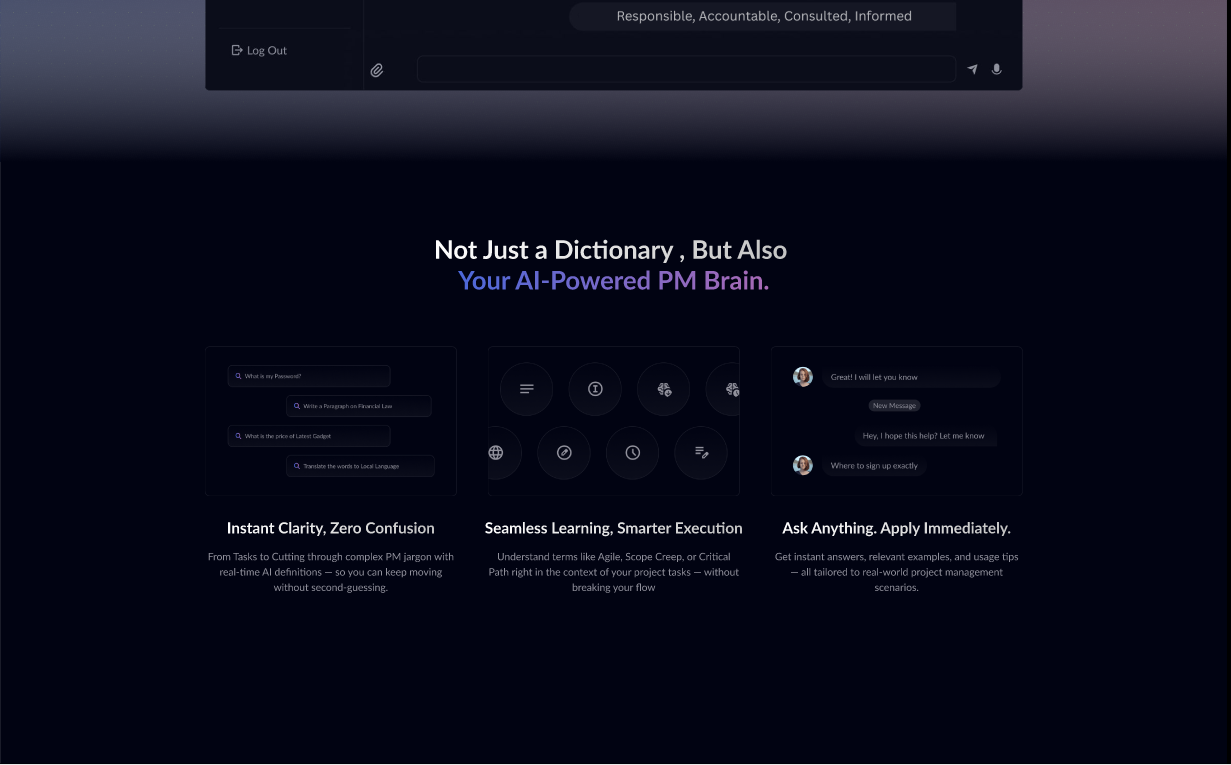 Responsible, Accountable, Consulted, Informed
Log Out
Not Just a Dictionary , But Also
Your AI-Powered PM Brain.
What is my Password?
Write a Paragraph on Financial Law
What is the price of Latest Gadget
Translate the words to Local Language
Great! I will let you know
New Message
Hey, I hope this help? Let me know
Where to sign up exactly
Instant Clarity, Zero Confusion
From Tasks to Cutting through complex PM jargon with
real-time AI definitions — so you can keep moving
without second-guessing.
Seamless Learning, Smarter Execution
Understand terms like Agile, Scope Creep, or Critical
Path right in the context of your project tasks — without
breaking your flow
Ask Anything. Apply Immediately.
Get instant answers, relevant examples, and usage tips
— all tailored to real-world project management
scenarios.